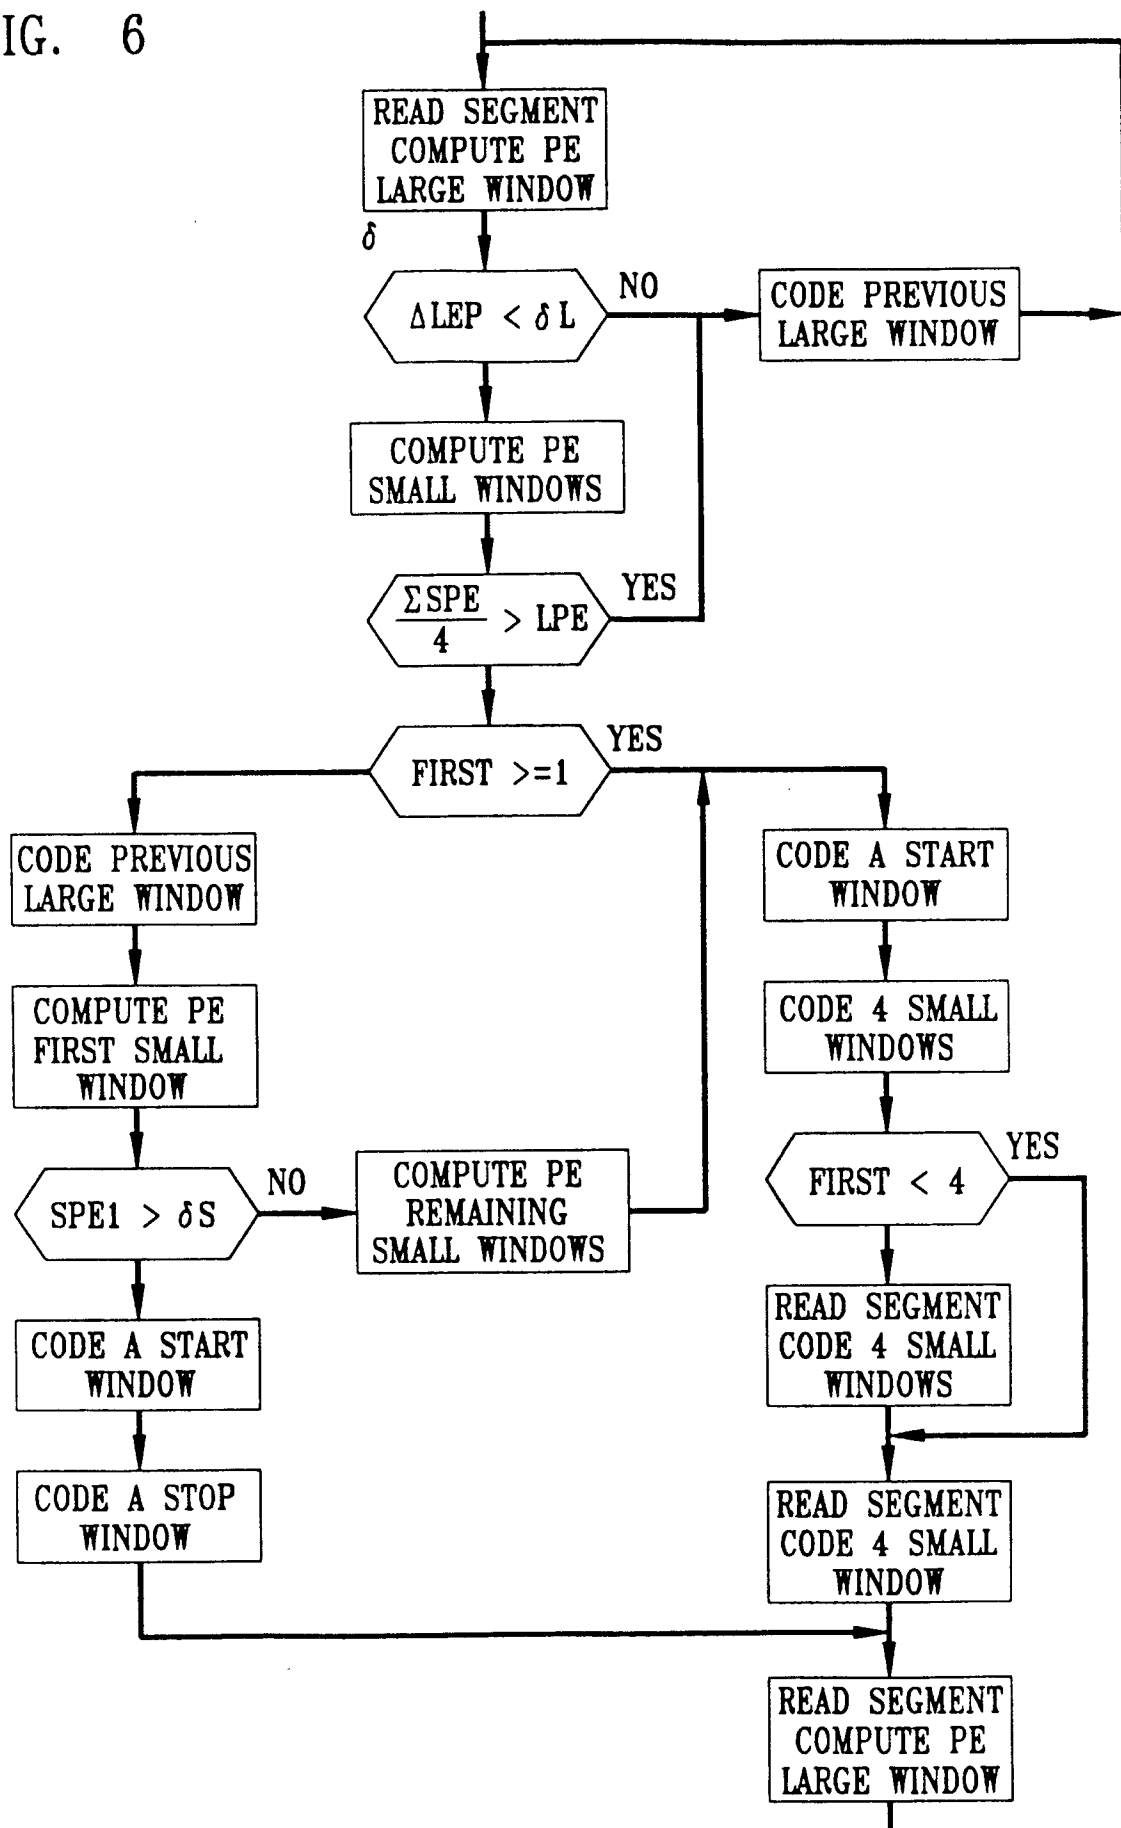 IG. 6
READ SEGMENT
COMPUTE PE
LARGE WINDOW
δ
ΔLEP < δL
NO
CODE PREVIOUS
LARGE WINDOW
COMPUTE PE
SMALL WINDOWS
ΣSPE
4
> LPE
YES
FIRST >=1
YES
CODE PREVIOUS
LARGE WINDOW
CODE A START
WINDOW
COMPUTE PE
FIRST SMALL
WINDOW
CODE 4 SMALL
WINDOWS
SPE1 > δS
NO
COMPUTE PE
REMAINING
SMALL WINDOWS
FIRST < 4
YES
CODE A START
WINDOW
READ SEGMENT
CODE 4 SMALL
WINDOWS
CODE A STOP
WINDOW
READ SEGMENT
CODE 4 SMALL
WINDOW
READ SEGMENT
COMPUTE PE
LARGE WINDOW